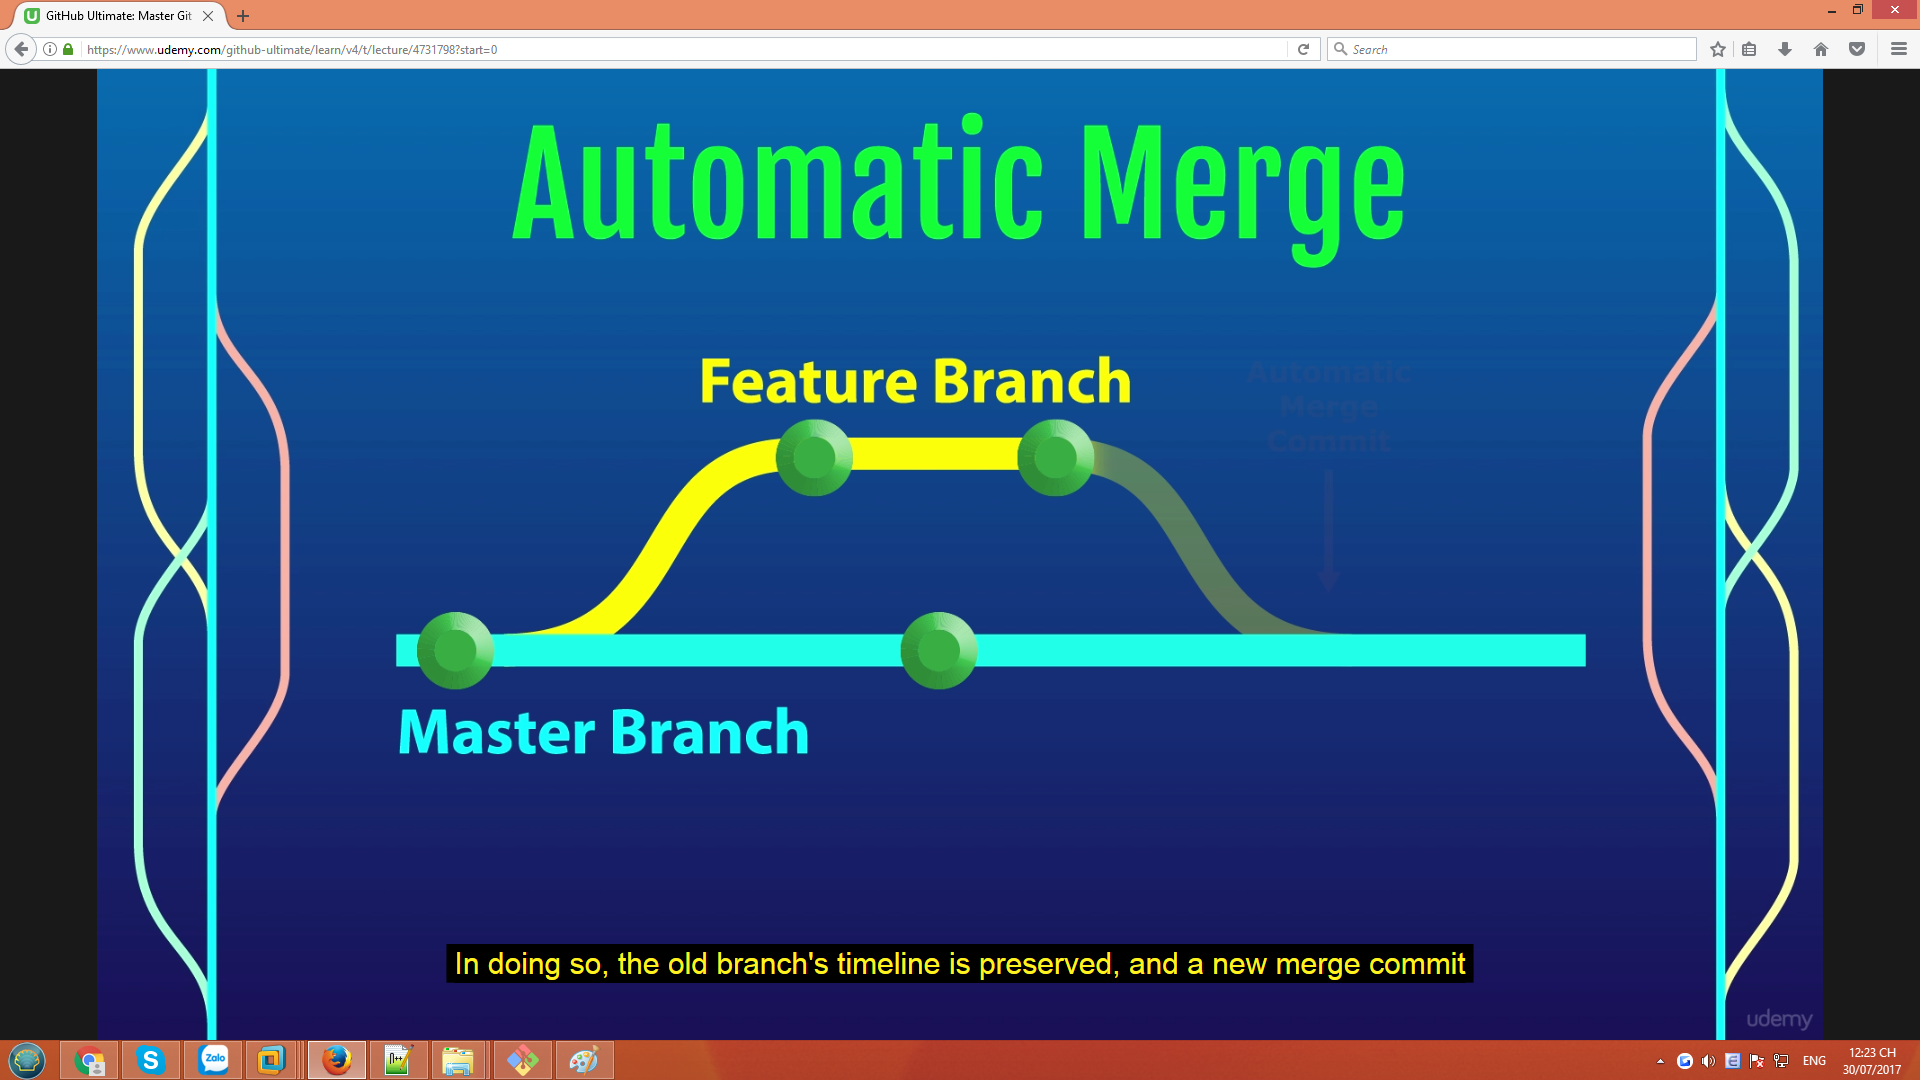 GitHub Ultimate: Master Git
https://www.udemy.com/github-ultimate/learn/v4/t/lecture/4731798?start=0
Search
Automatic Merge
Feature Branch
Automatic
Merge
Commit
Master Branch
In doing so, the old branch's timeline is preserved, and a new merge commit
udemy
Zalo
ENG
12:23 CH
30/07/2017